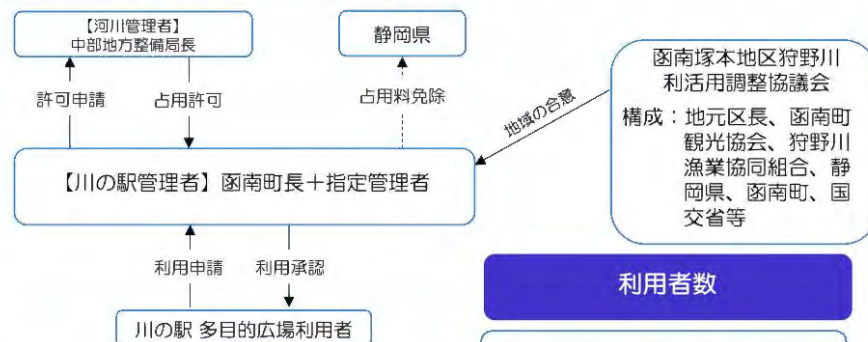 【河川管理者】
中部地方整備局長
静岡県
許可申請
占用許可
占用料免除
地域の合意
函南塚本地区狩野川
利活用調整協議会
構成：地元区長、函南町
観光協会、狩野川
漁業協同組合、静
岡県、函南町、国
交省等
【川の駅管理者】函南町長＋指定管理者
利用申請
利用承認
川の駅 多目的広場利用者
利用者数